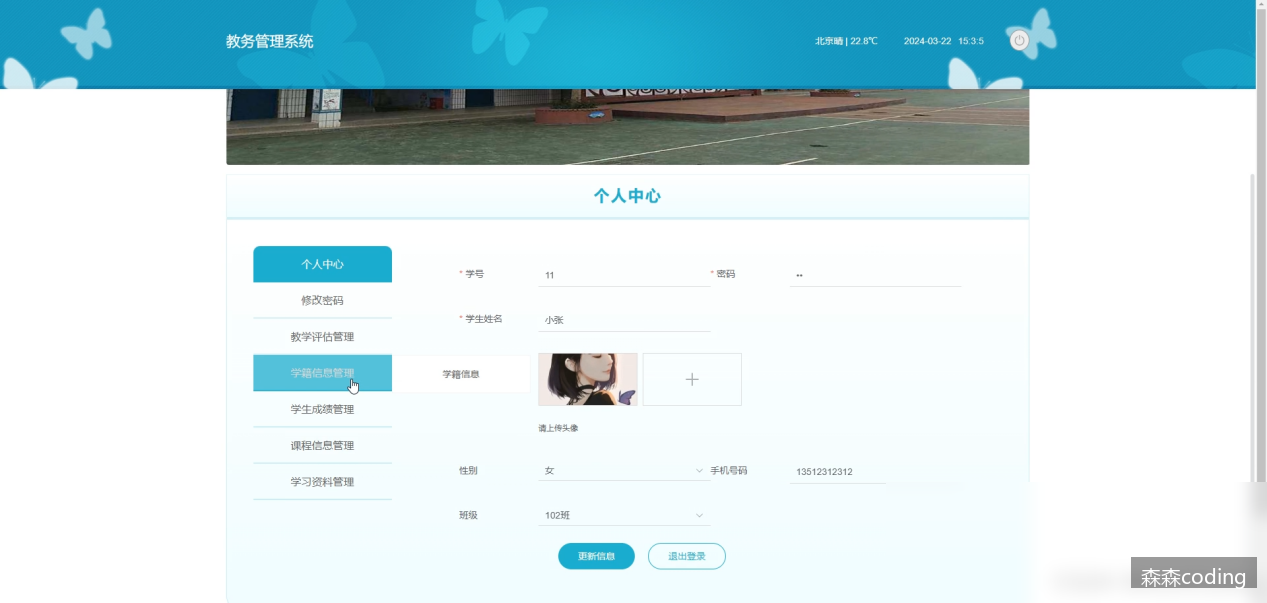 教务管理系统
北京晴 | 22.8℃ 2024-03-22 15:3:5
个人中心
个人中心
修改密码
教学评估管理
学籍信息管理
学生成绩管理
课程信息管理
学习资料管理
学籍信息
* 学号 11 * 密码 ••
* 学生姓名 小张
请上传头像
性别 女 手机号码 13512312312
班级 102班
更新信息 退出登录
森森coding